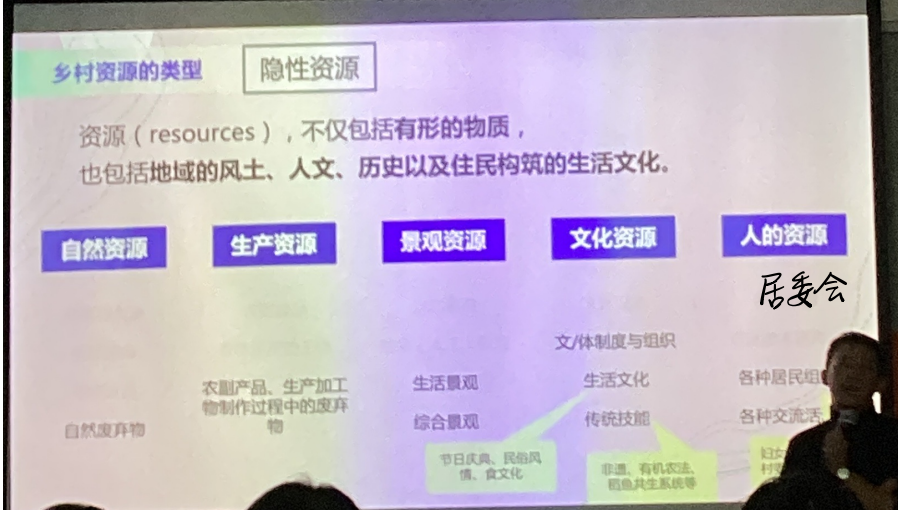 乡村资源的类型
隐性资源
资源（resources），不仅包括有形的物质，
也包括地域的风土、人文、历史以及住民构筑的生活文化。
自然资源
生产资源
景观资源
文化资源
人的资源
居委会
自然废弃物
农副产品、生产加工
物制作过程中的废弃
物
生活景观
综合景观
文/体制度与组织
生活文化
传统技能
各种居民组
各种交流活
节日庆典、民俗风
情、食文化
非遗、有机农法、
稻鱼共生系统等
妇女
村